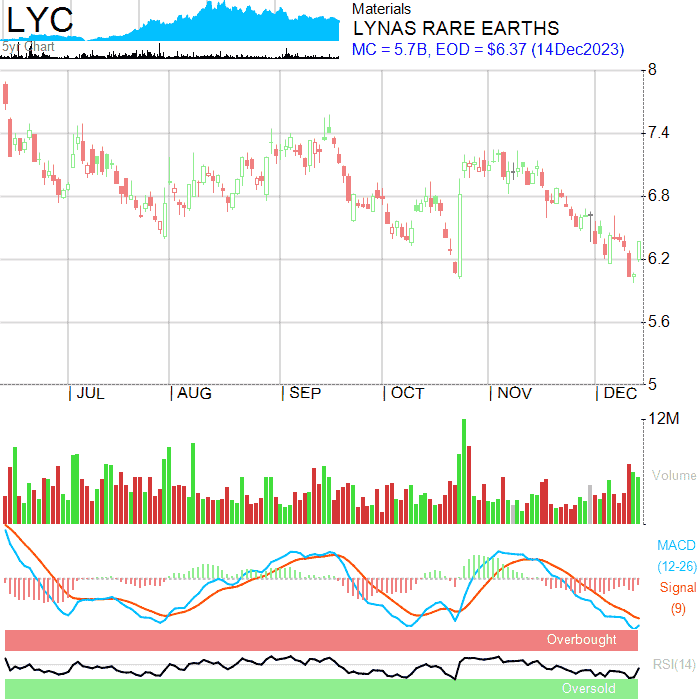 LYC
5yr Chart
Materials
LYNAS RARE EARTHS
MC = 5.7B, EOD = $6.37 (14Dec2023)
8
7.4
6.8
6.2
5.6
5
JUL
AUG
SEP
OCT
NOV
DEC
12M
Volume
MACD
(12-26)
Signal
(9)
Overbought
RSI(14)
Oversold